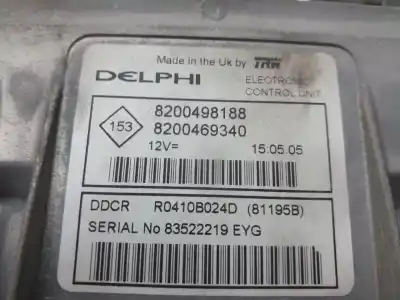 Made in the Uk by TRW
DELPHI
ELECTRONIC
CONTROL UNIT
153
8200498188
8200469340
12V= 15.05.05
DDCR R0410B024D (81195B)
SERIAL No 83522219 EYG